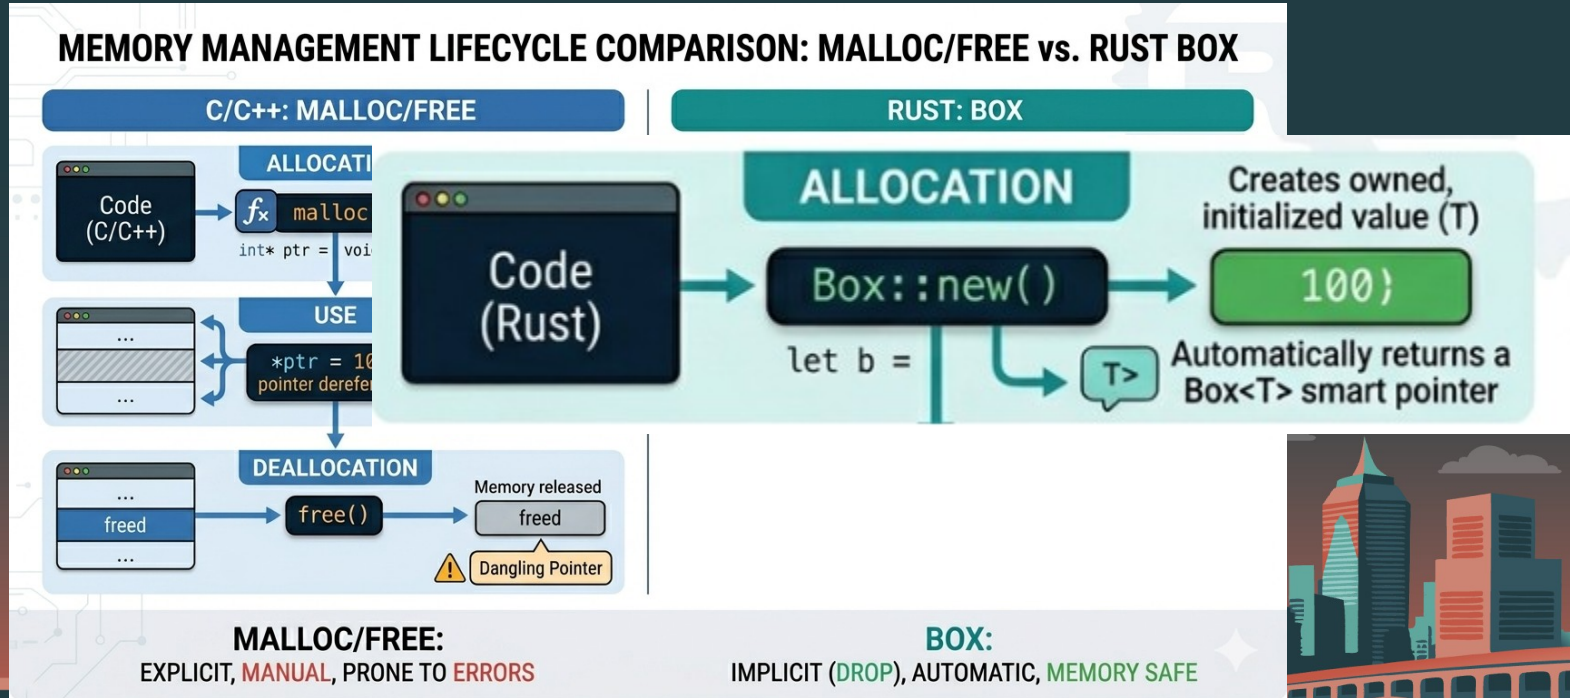 MEMORY MANAGEMENT LIFECYCLE COMPARISON: MALLOC/FREE vs. RUST BOX
C/C++: MALLOC/FREE
ALLOCATI
Code
(C/C++)
fx malloc
int* ptr = voi
USE
...
*ptr = 10
pointer derefe
...
DEALLOCATION
...
freed
...
free()
Memory released
freed
Dangling Pointer
RUST: BOX
ALLOCATION
Code
(Rust)
Box::new()
let b =
Creates owned,
initialized value (T)
100;
T>
Automatically returns a
Box<T> smart pointer
MALLOC/FREE:
EXPLICIT, MANUAL, PRONE TO ERRORS
BOX:
IMPLICIT (DROP), AUTOMATIC, MEMORY SAFE